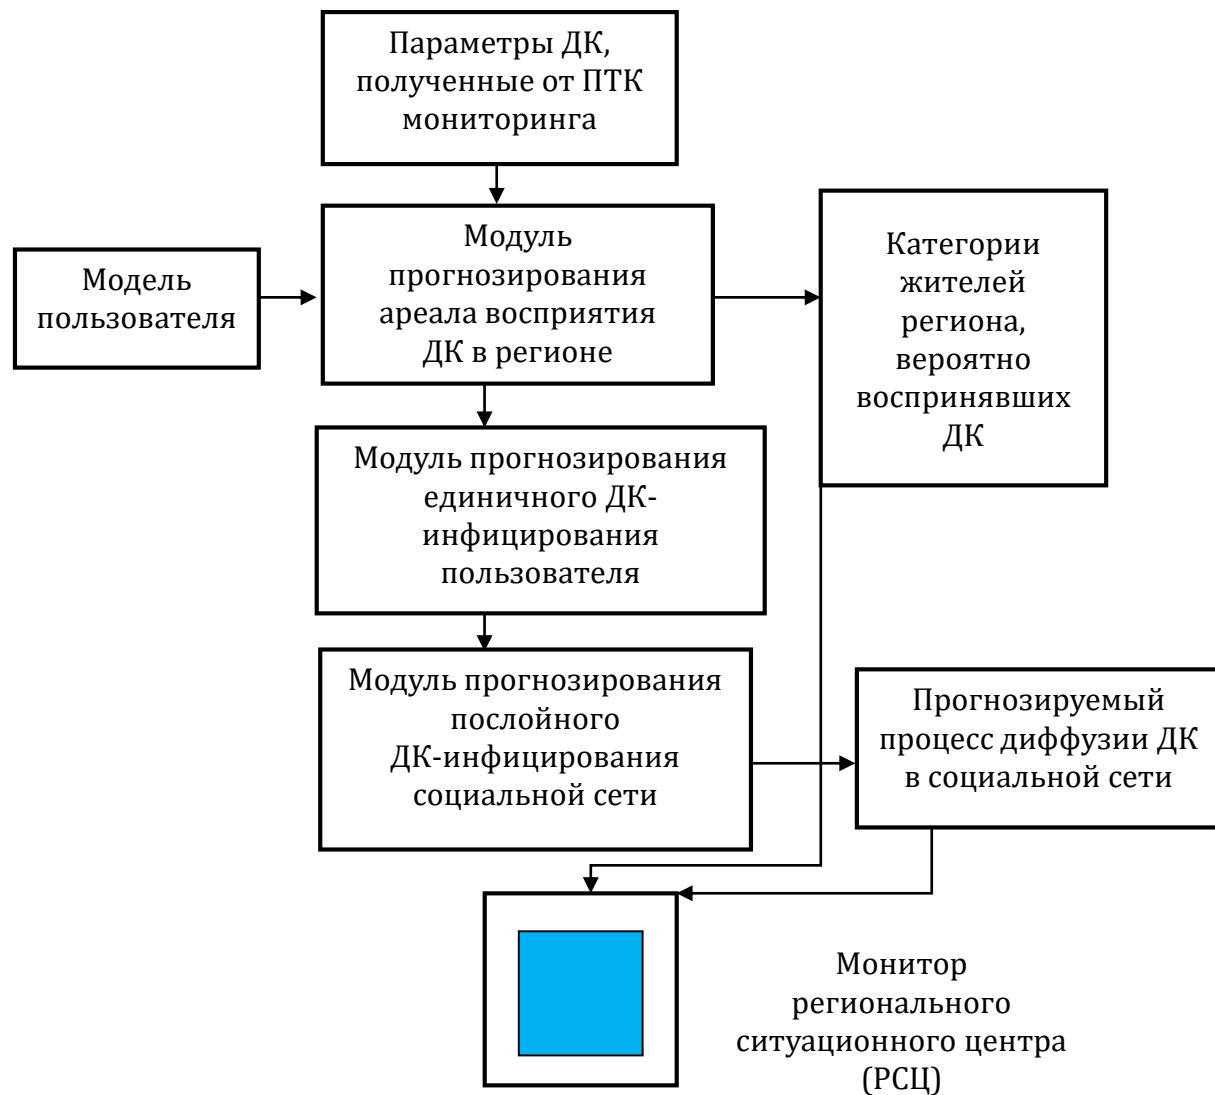 Параметры ДК,
полученные от ПТК
мониторинга
Модель
пользователя
Модуль
прогнозирования
ареала восприятия
ДК в регионе
Категории
жителей
региона,
вероятно
воспринявших
ДК
Модуль прогнозирования
единичного ДК-
инфицирования
пользователя
Модуль прогнозирования
послойного
ДК-инфицирования
социальной сети
Прогнозируемый
процесс диффузии ДК
в социальной сети
Монитор
регионального
ситуационного центра
(РСЦ)